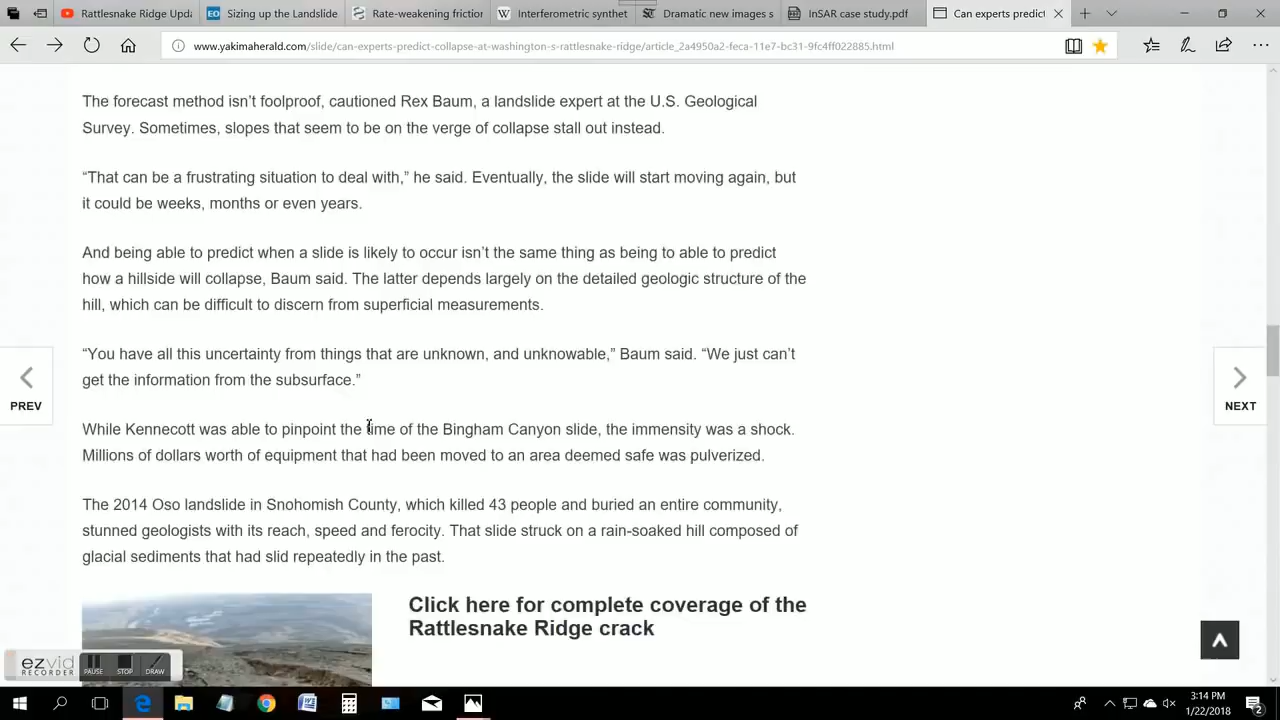 Rattlesnake Ridge Upda
Sizing up the Landslide
Rate-weakening friction
Interferometric synthet
Dramatic new images s
InSAR case study.pdf
Can experts predict
www.yakimaherald.com/slide/can-experts-predict-collapse-at-washington-s-rattlesnake-ridge/article_2a4950a2-feca-11e7-bc31-9fc4ff022885.html
The forecast method isn’t foolproof, cautioned Rex Baum, a landslide expert at the U.S. Geological
Survey. Sometimes, slopes that seem to be on the verge of collapse stall out instead.
“That can be a frustrating situation to deal with,” he said. Eventually, the slide will start moving again, but
it could be weeks, months or even years.
And being able to predict when a slide is likely to occur isn’t the same thing as being to able to predict
how a hillside will collapse, Baum said. The latter depends largely on the detailed geologic structure of the
hill, which can be difficult to discern from superficial measurements.
“You have all this uncertainty from things that are unknown, and unknowable,” Baum said. “We just can’t
get the information from the subsurface.”
While Kennecott was able to pinpoint the time of the Bingham Canyon slide, the immensity was a shock.
Millions of dollars worth of equipment that had been moved to an area deemed safe was pulverized.
The 2014 Oso landslide in Snohomish County, which killed 43 people and buried an entire community,
stunned geologists with its reach, speed and ferocity. That slide struck on a rain-soaked hill composed of
glacial sediments that had slid repeatedly in the past.
PREV
NEXT
Click here for complete coverage of the
Rattlesnake Ridge crack
ezvid
RECORDER
PAUSE
STOP
DRAW
3:14 PM
1/22/2018
2